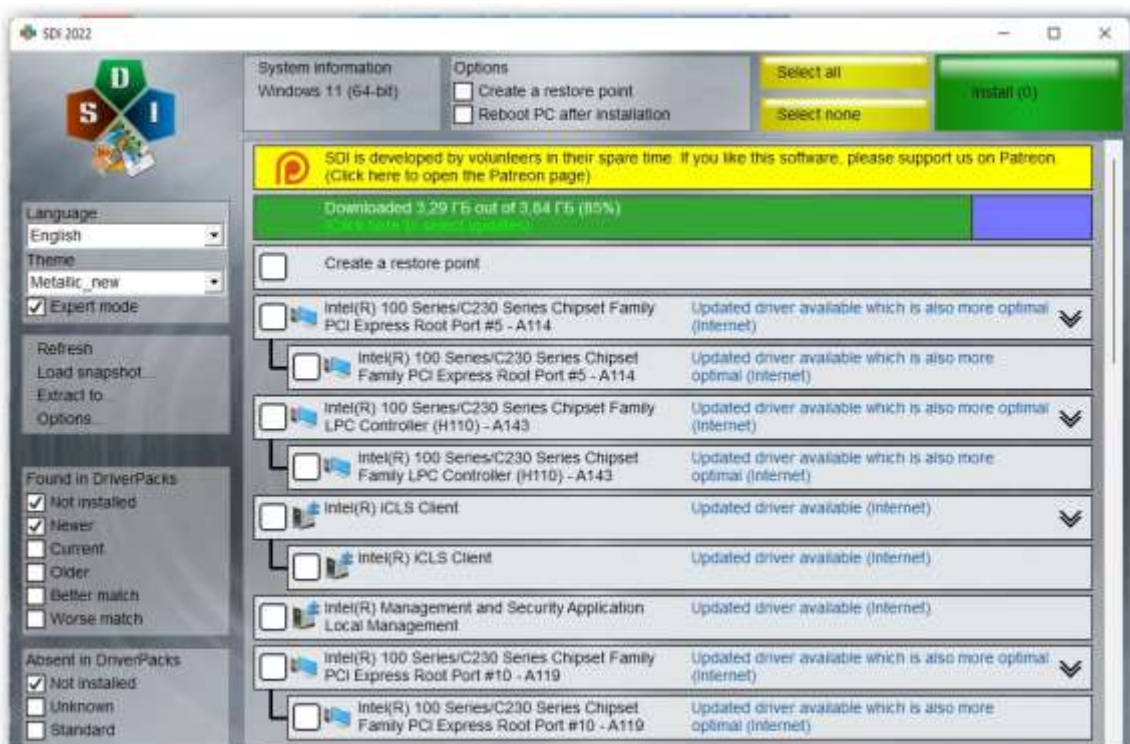 SDI 2022
D
S I
System information
Windows 11 (64-bit)
Options
Create a restore point
Reboot PC after installation
Select all
Select none
Install (0)
SDI is developed by volunteers in their spare time. If you like this software, please support us on Patreon.
(Click here to open the Patreon page)
Downloaded 3,29 ГБ out of 3,84 ГБ (85%)
(Click here to select updates)
Language
English
Theme
Metallic_new
Expert mode
Refresh
Load snapshot...
Extract to...
Options...
Found in DriverPacks
Not installed
Newer
Current
Older
Better match
Worse match
Absent in DriverPacks
Not installed
Unknown
Standard
Create a restore point
Intel(R) 100 Series/C230 Series Chipset Family
PCI Express Root Port #5 - A114
Updated driver available which is also more optimal
(Internet)
Intel(R) 100 Series/C230 Series Chipset
Family PCI Express Root Port #5 - A114
Updated driver available which is also more
optimal (Internet)
Intel(R) 100 Series/C230 Series Chipset Family
LPC Controller (H110) - A143
Updated driver available which is also more optimal
(Internet)
Intel(R) 100 Series/C230 Series Chipset
Family LPC Controller (H110) - A143
Updated driver available which is also more
optimal (Internet)
Intel(R) iCLS Client
Updated driver available (Internet)
Intel(R) iCLS Client
Updated driver available (Internet)
Intel(R) Management and Security Application
Local Management
Updated driver available (Internet)
Intel(R) 100 Series/C230 Series Chipset Family
PCI Express Root Port #10 - A119
Updated driver available which is also more optimal
(Internet)
Intel(R) 100 Series/C230 Series Chipset
Family PCI Express Root Port #10 - A119
Updated driver available which is also more
optimal (Internet)